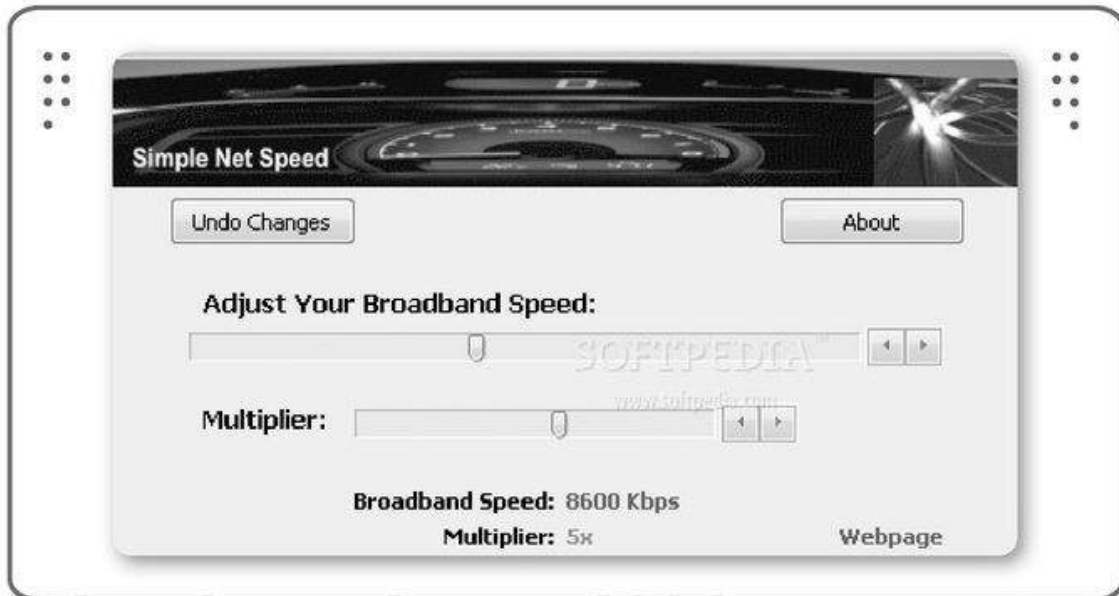 Simple Net Speed
Undo Changes
About
Adjust Your Broadband Speed:
SOFTPEDIA
www.softpedia.com
Multiplier:
Broadband Speed: 8600 Kbps
Multiplier: 5x
Webpage